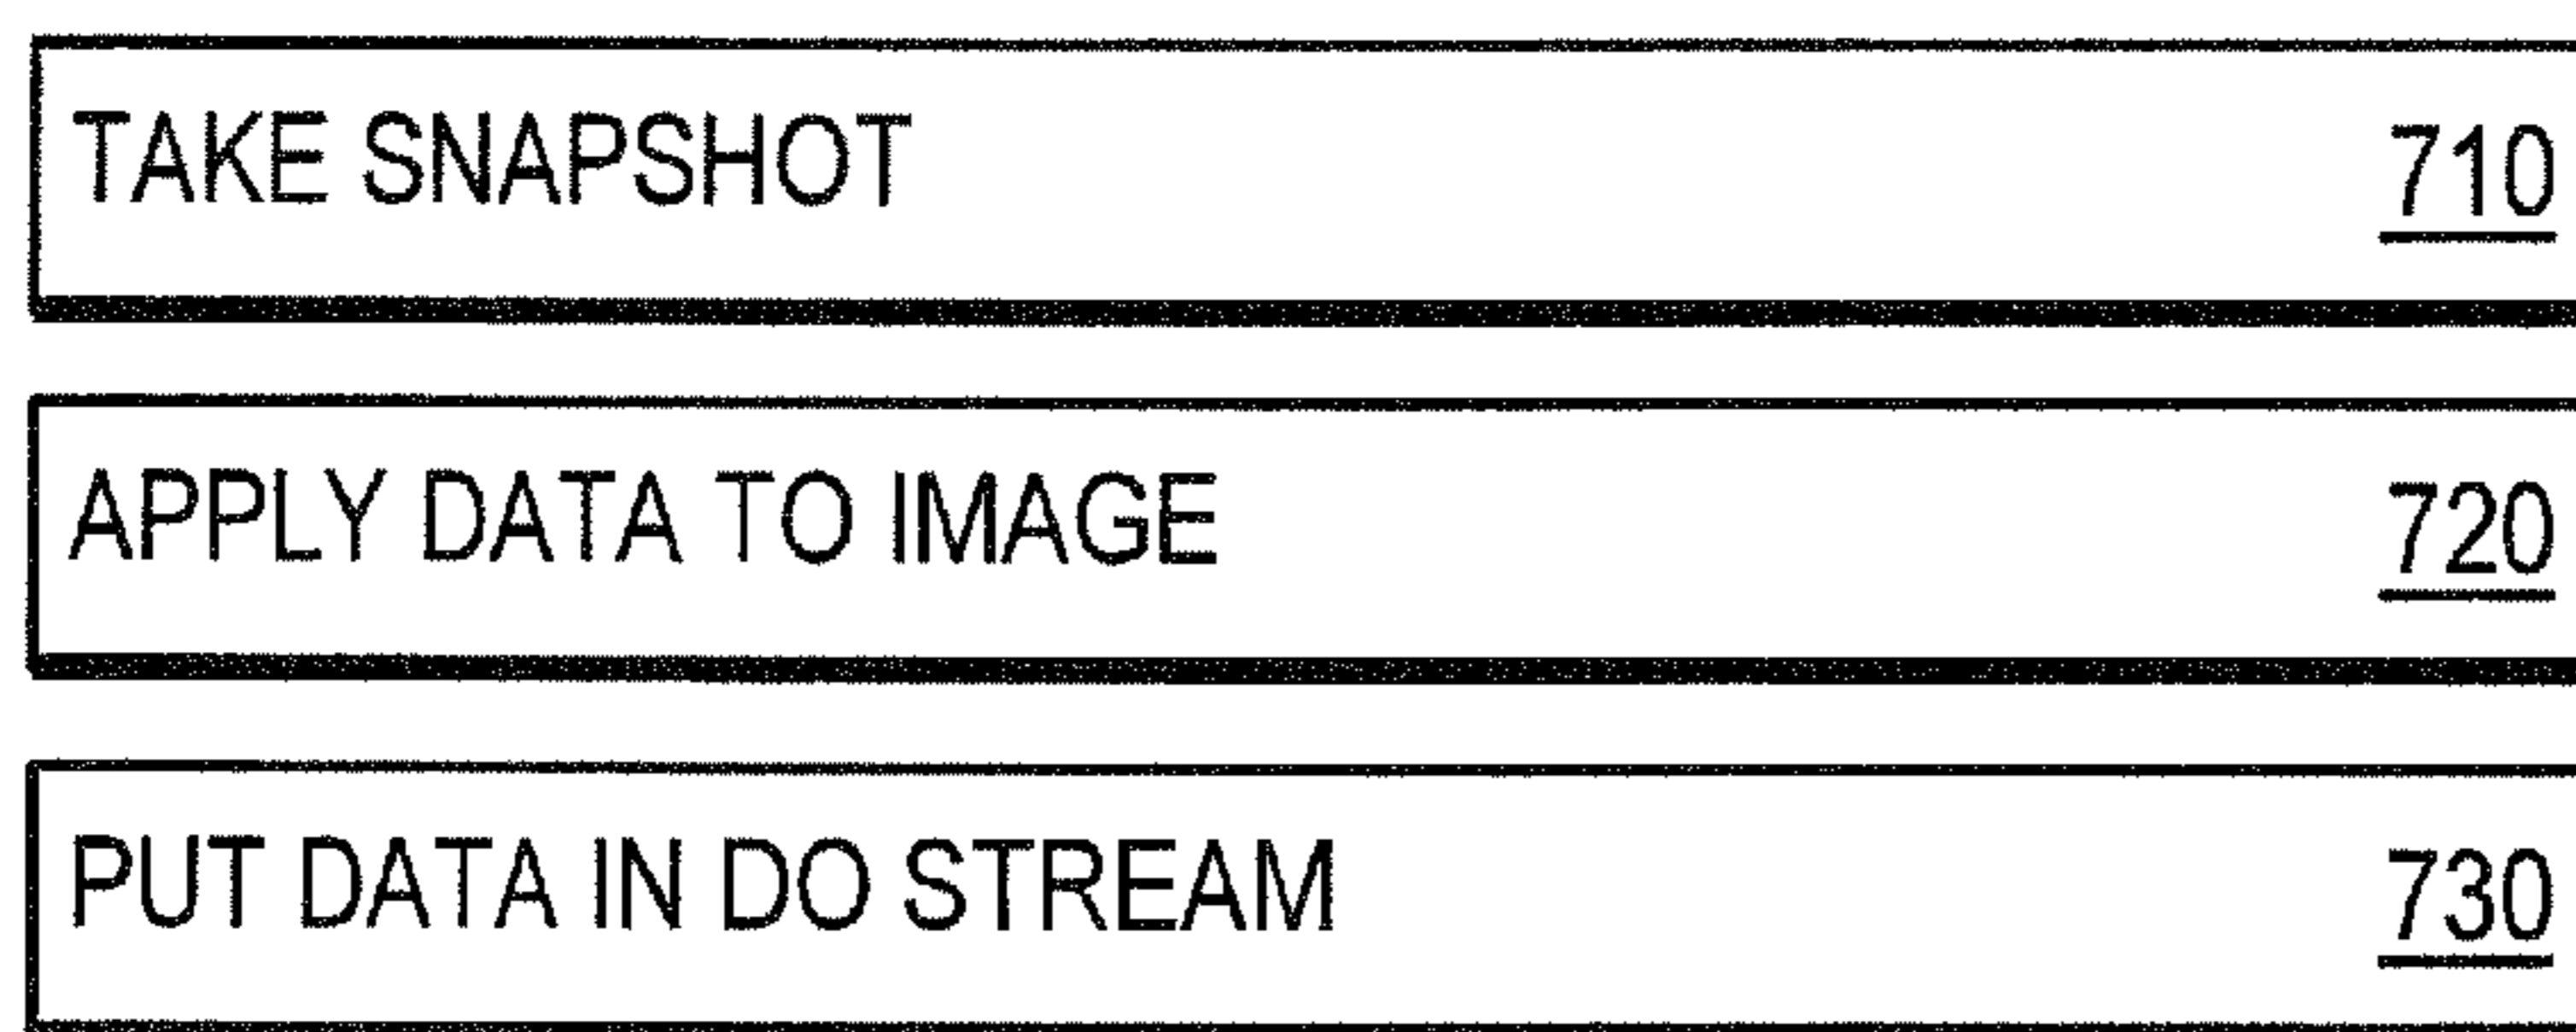 TAKE SNAPSHOT 710
APPLY DATA TO IMAGE 720
PUT DATA IN DO STREAM 730